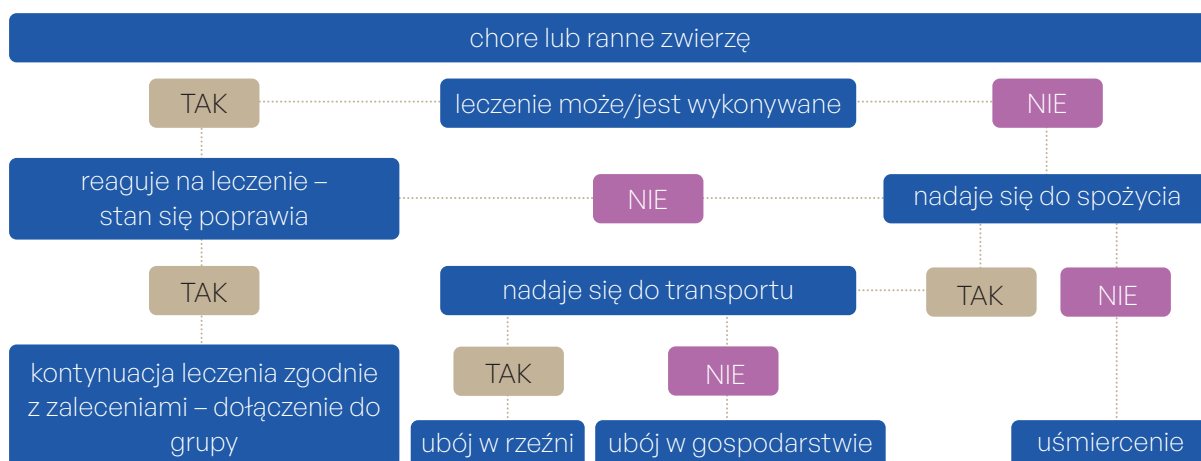 chore lub ranne zwierzę
TAK
leczenie może/jest wykonywane
NIE
reaguje na leczenie –
stan się poprawia
NIE
nadaje się do spożycia
TAK
nadaje się do transportu
TAK
NIE
kontynuacja leczenia zgodnie
z zaleceniami – dołączenie do
grupy
TAK
NIE
ubój w rzeźni
ubój w gospodarstwie
uśmiercenie